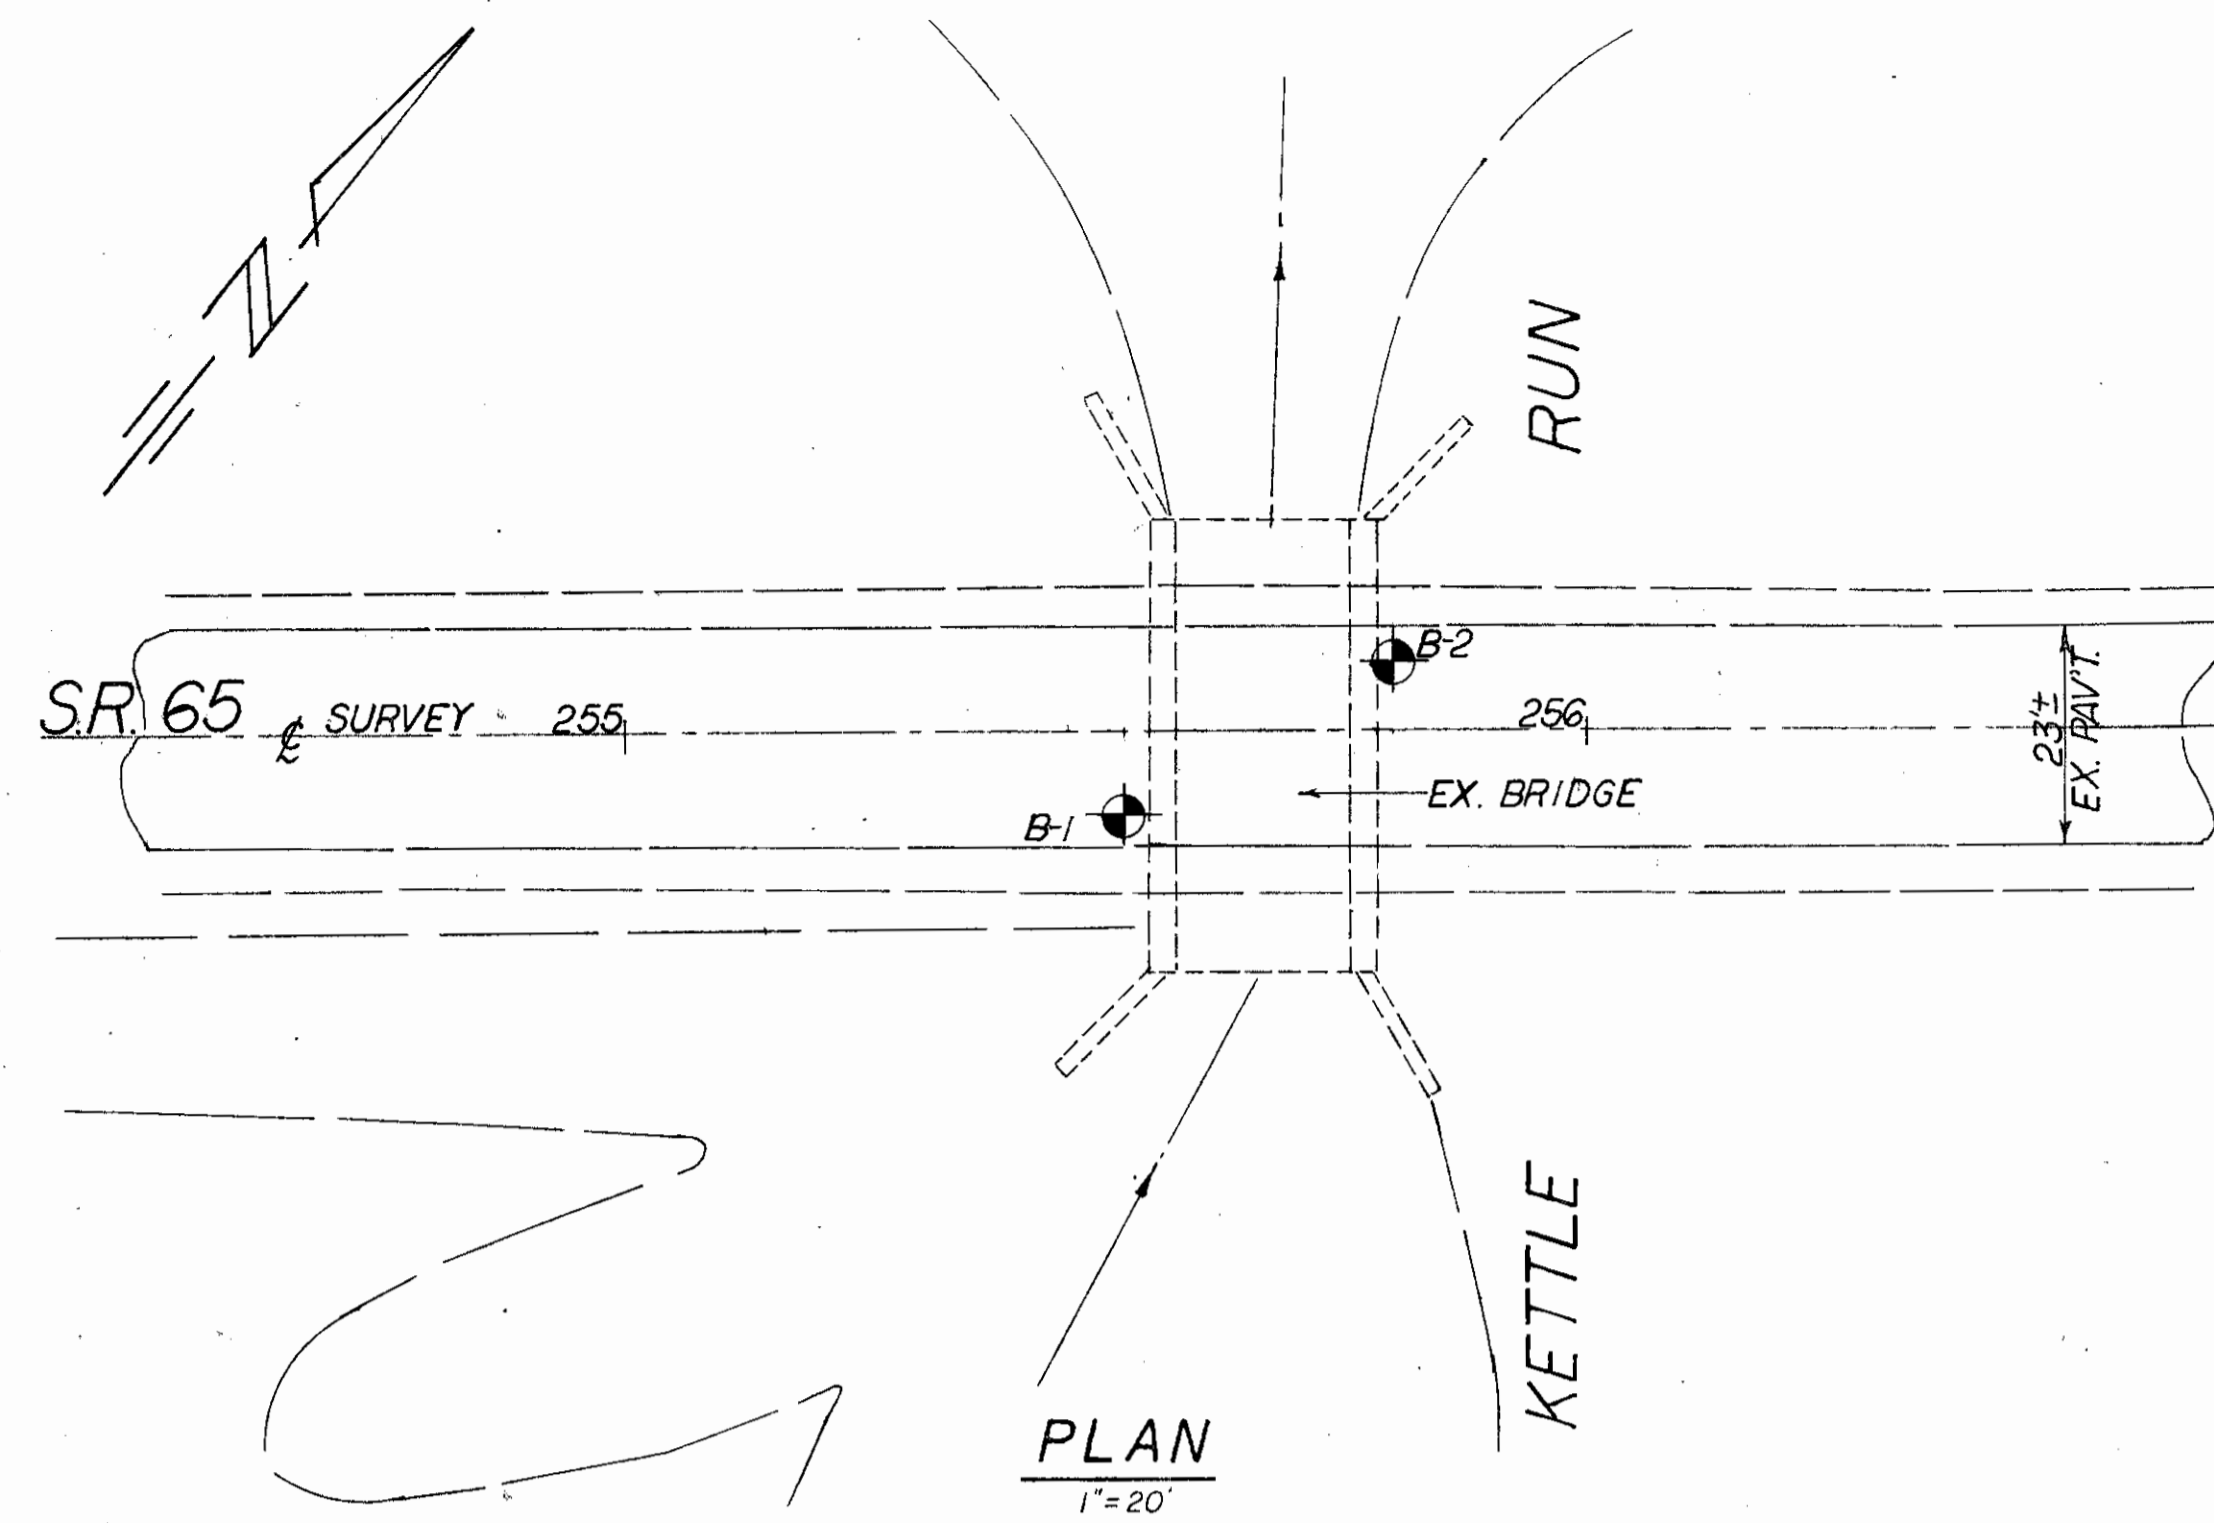 N
RUN
B-2
S.R. 65
℄ SURVEY 255
256
23'±
EX. PAV'T.
EX. BRIDGE
B-1
KETTLE
PLAN
1"=20'